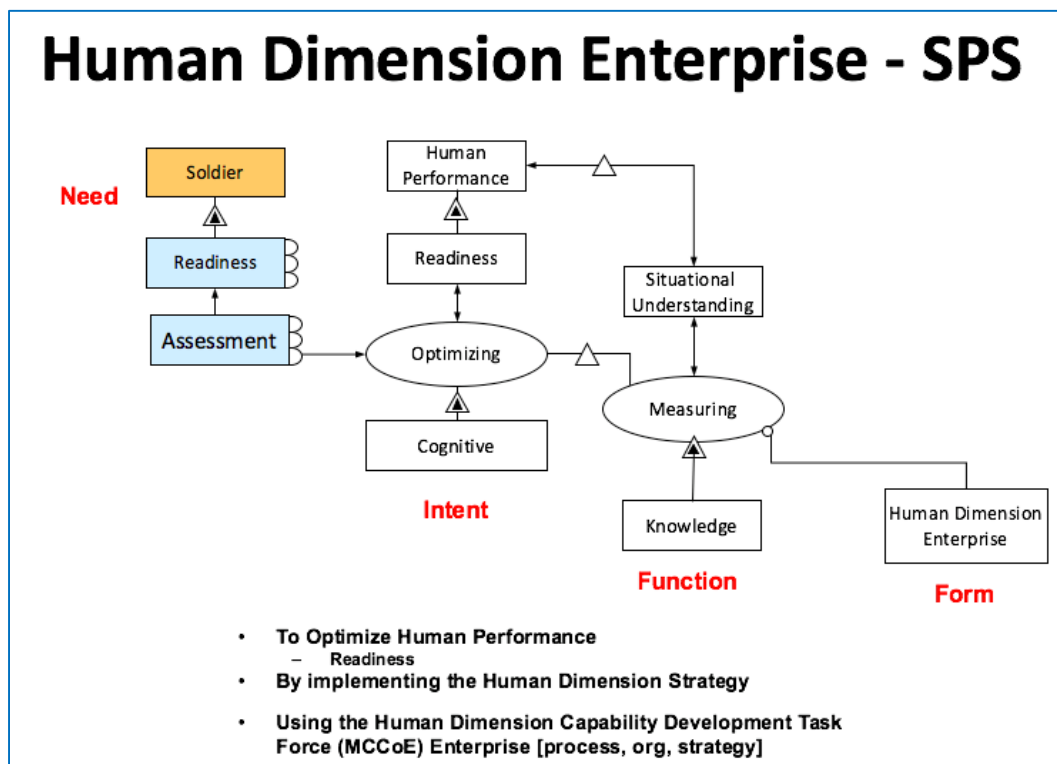 Human Dimension Enterprise - SPS
Need
Soldier
Readiness
Assessment
Human
Performance
Readiness
Optimizing
Cognitive
Intent
Situational
Understanding
Measuring
Knowledge
Function
Human Dimension
Enterprise
Form
• To Optimize Human Performance
– Readiness
• By implementing the Human Dimension Strategy
• Using the Human Dimension Capability Development Task
Force (MCCoE) Enterprise [process, org, strategy]